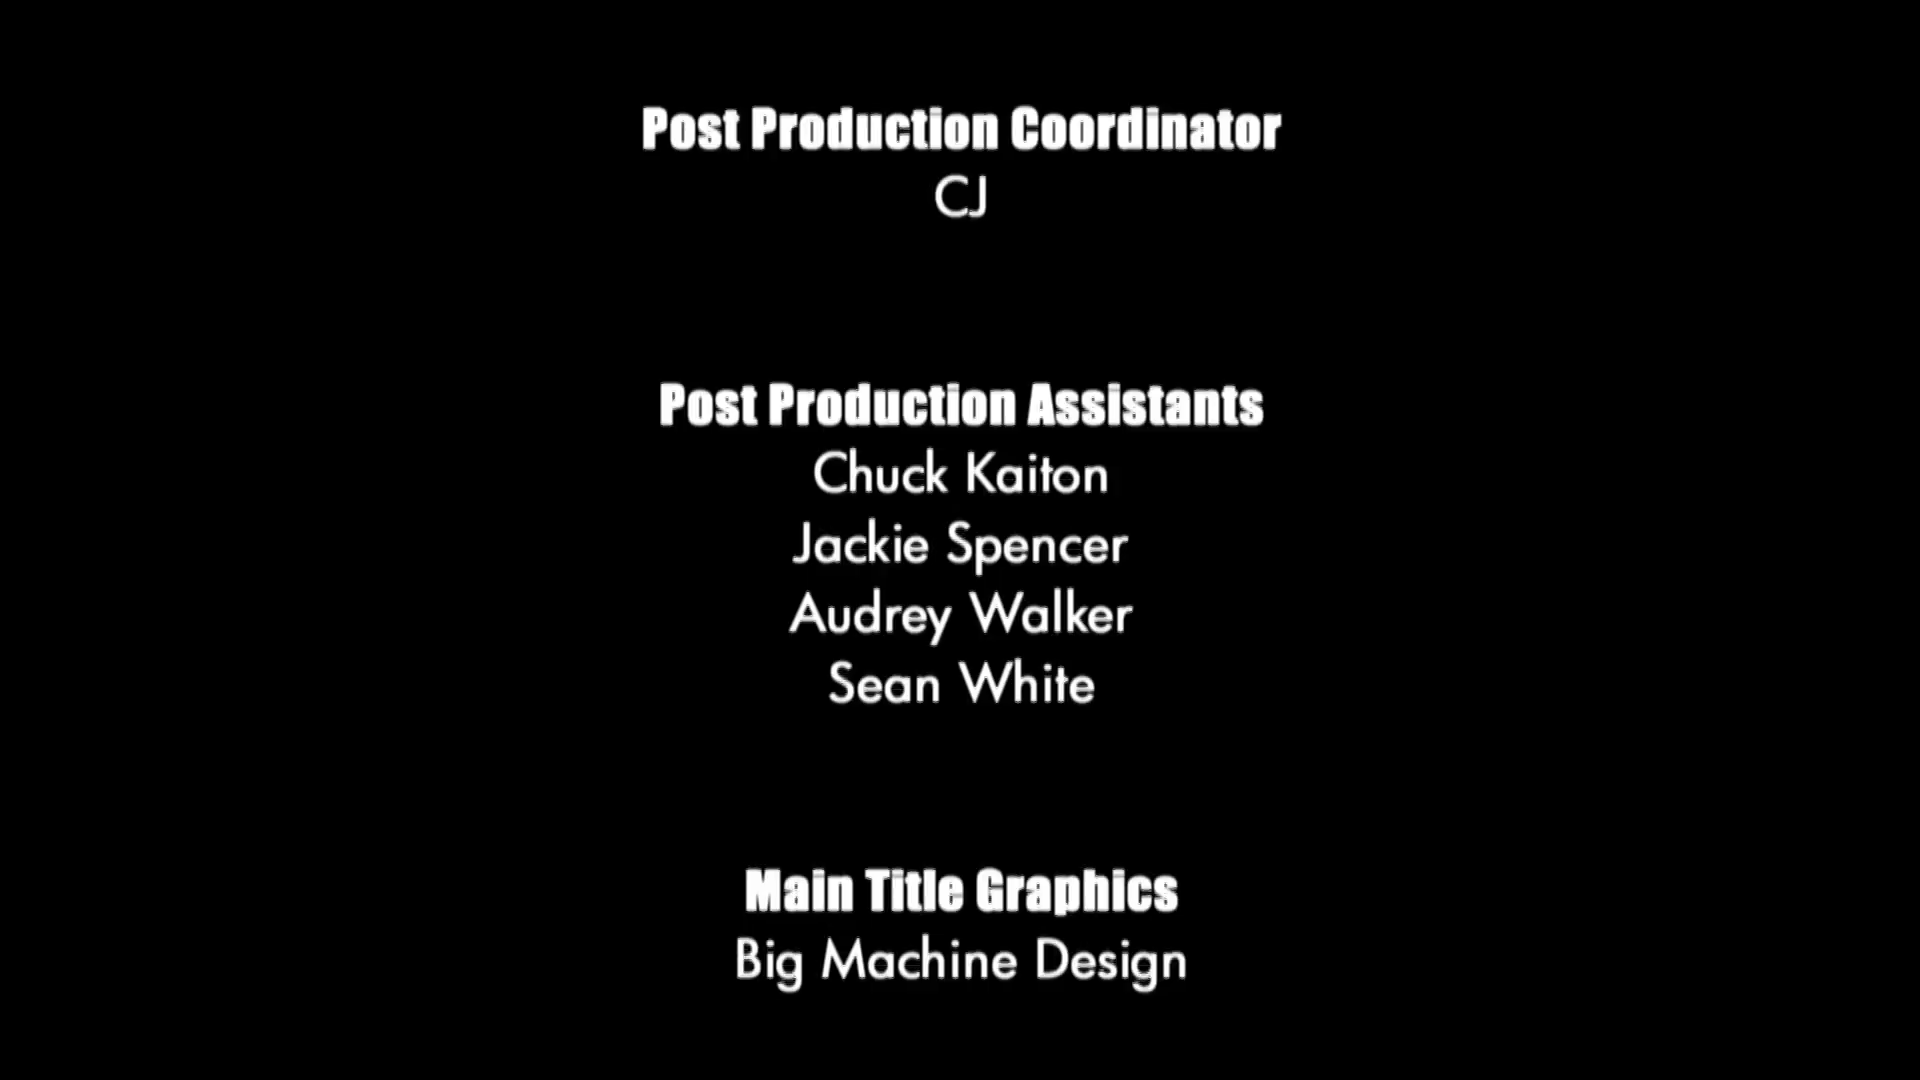 Post Production Coordinator
CJ
Post Production Assistants
Chuck Kaiton
Jackie Spencer
Audrey Walker
Sean White
Main Title Graphics
Big Machine Design